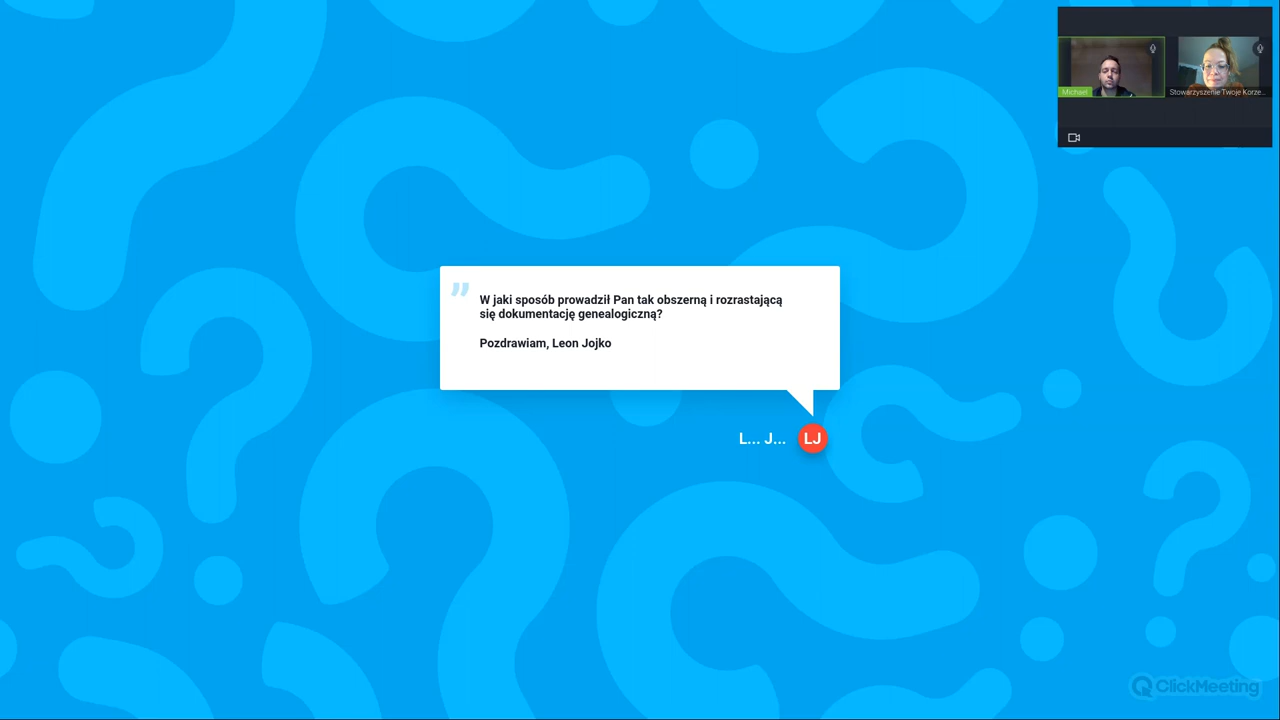 Michael
Stowarzyszenie Twoje Korze...
W jaki sposób prowadził Pan tak obszerną i rozrastającą
się dokumentację genealogiczną?
Pozdrawiam, Leon Jojko
L... J...
LJ
ClickMeeting